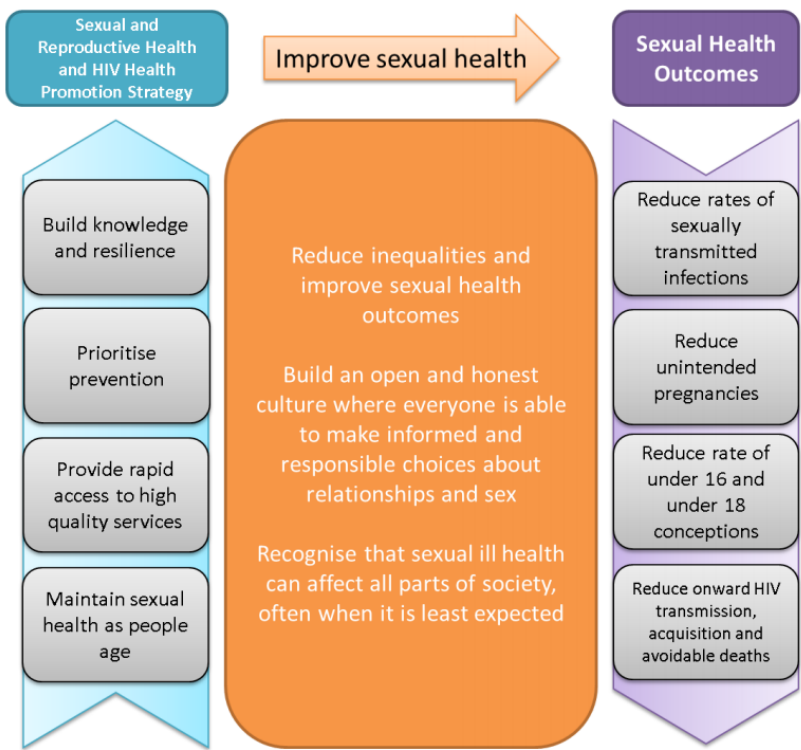 Sexual and
Reproductive Health
and HIV Health
Promotion Strategy
Improve sexual health
Sexual Health
Outcomes
Build knowledge
and resilience
Prioritise
prevention
Provide rapid
access to high
quality services
Maintain sexual
health as people
age
Reduce inequalities and
improve sexual health
outcomes
Build an open and honest
culture where everyone is able
to make informed and
responsible choices about
relationships and sex
Recognise that sexual ill health
can affect all parts of society,
often when it is least expected
Reduce rates of
sexually
transmitted
infections
Reduce
unintended
pregnancies
Reduce rate of
under 16 and
under 18
conceptions
Reduce onward HIV
transmission,
acquisition and
avoidable deaths